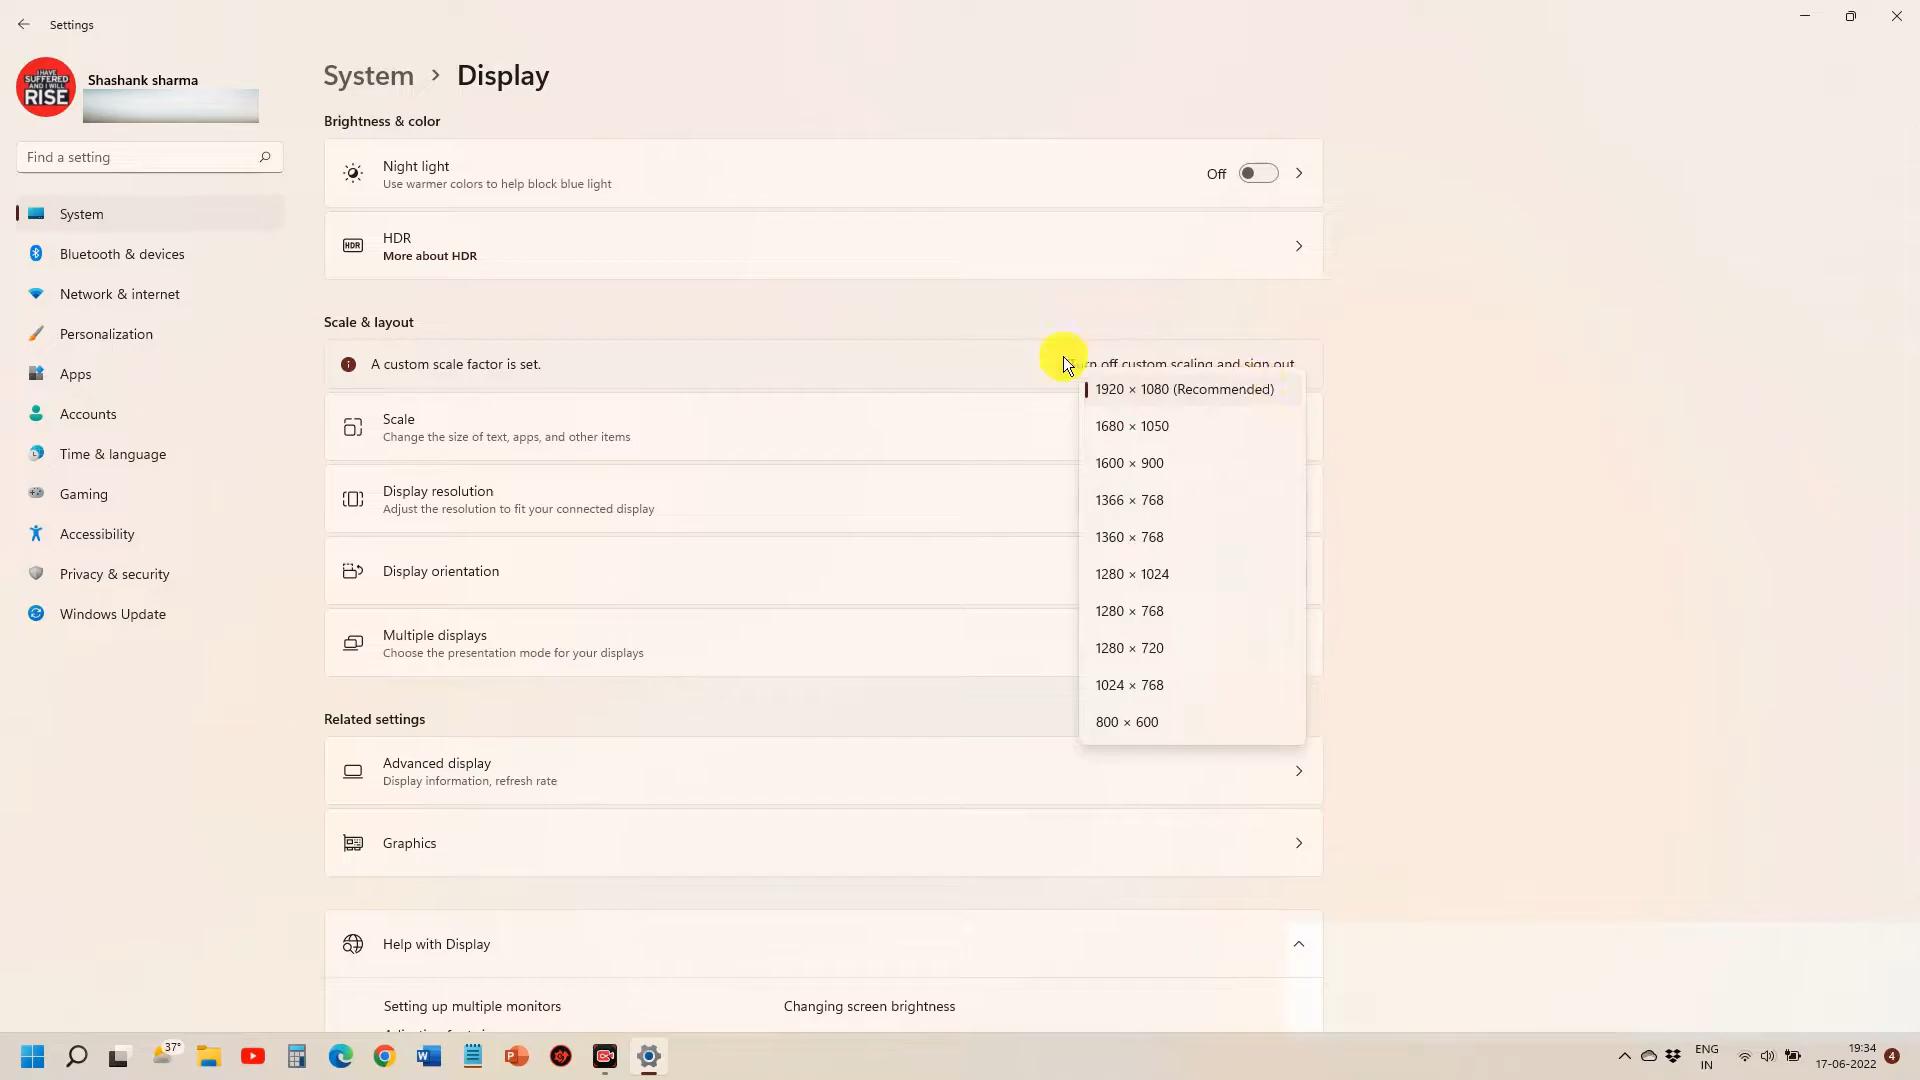 Settings
I HAVE
SUFFERED
AND I WILL
RISE
Shashank sharma
Find a setting
System
Bluetooth & devices
Network & internet
Personalization
Apps
Accounts
Time & language
Gaming
Accessibility
Privacy & security
Windows Update
System > Display
Brightness & color
Night light
Use warmer colors to help block blue light
Off
HDR
HDR
More about HDR
Scale & layout
A custom scale factor is set.
Turn off custom scaling and sign out
Scale
Change the size of text, apps, and other items
Display resolution
Adjust the resolution to fit your connected display
Display orientation
Multiple displays
Choose the presentation mode for your displays
1920 × 1080 (Recommended)
1680 × 1050
1600 × 900
1366 × 768
1360 × 768
1280 × 1024
1280 × 768
1280 × 720
1024 × 768
800 × 600
Related settings
Advanced display
Display information, refresh rate
Graphics
Help with Display
Setting up multiple monitors
Changing screen brightness
37°
ENG
IN
19:34
17-06-2022
4